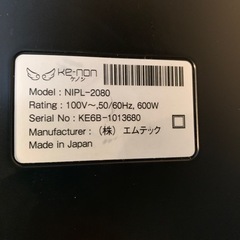 Ke-non
ケノン
Model : NIPL-2080
Rating : 100V～,50/60Hz, 600W
Serial No : KE6B-1013680
Manufacturer : （株）エムテック
Made in Japan